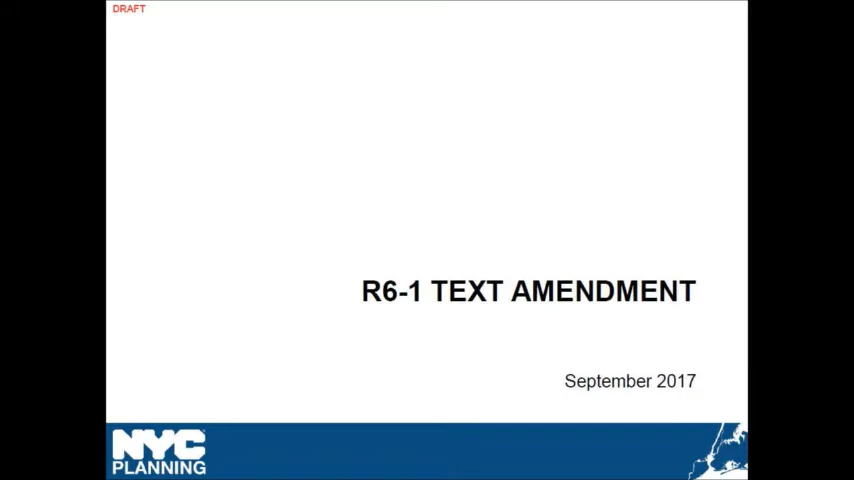 DRAFT
R6-1 TEXT AMENDMENT
September 2017
NYC
PLANNING